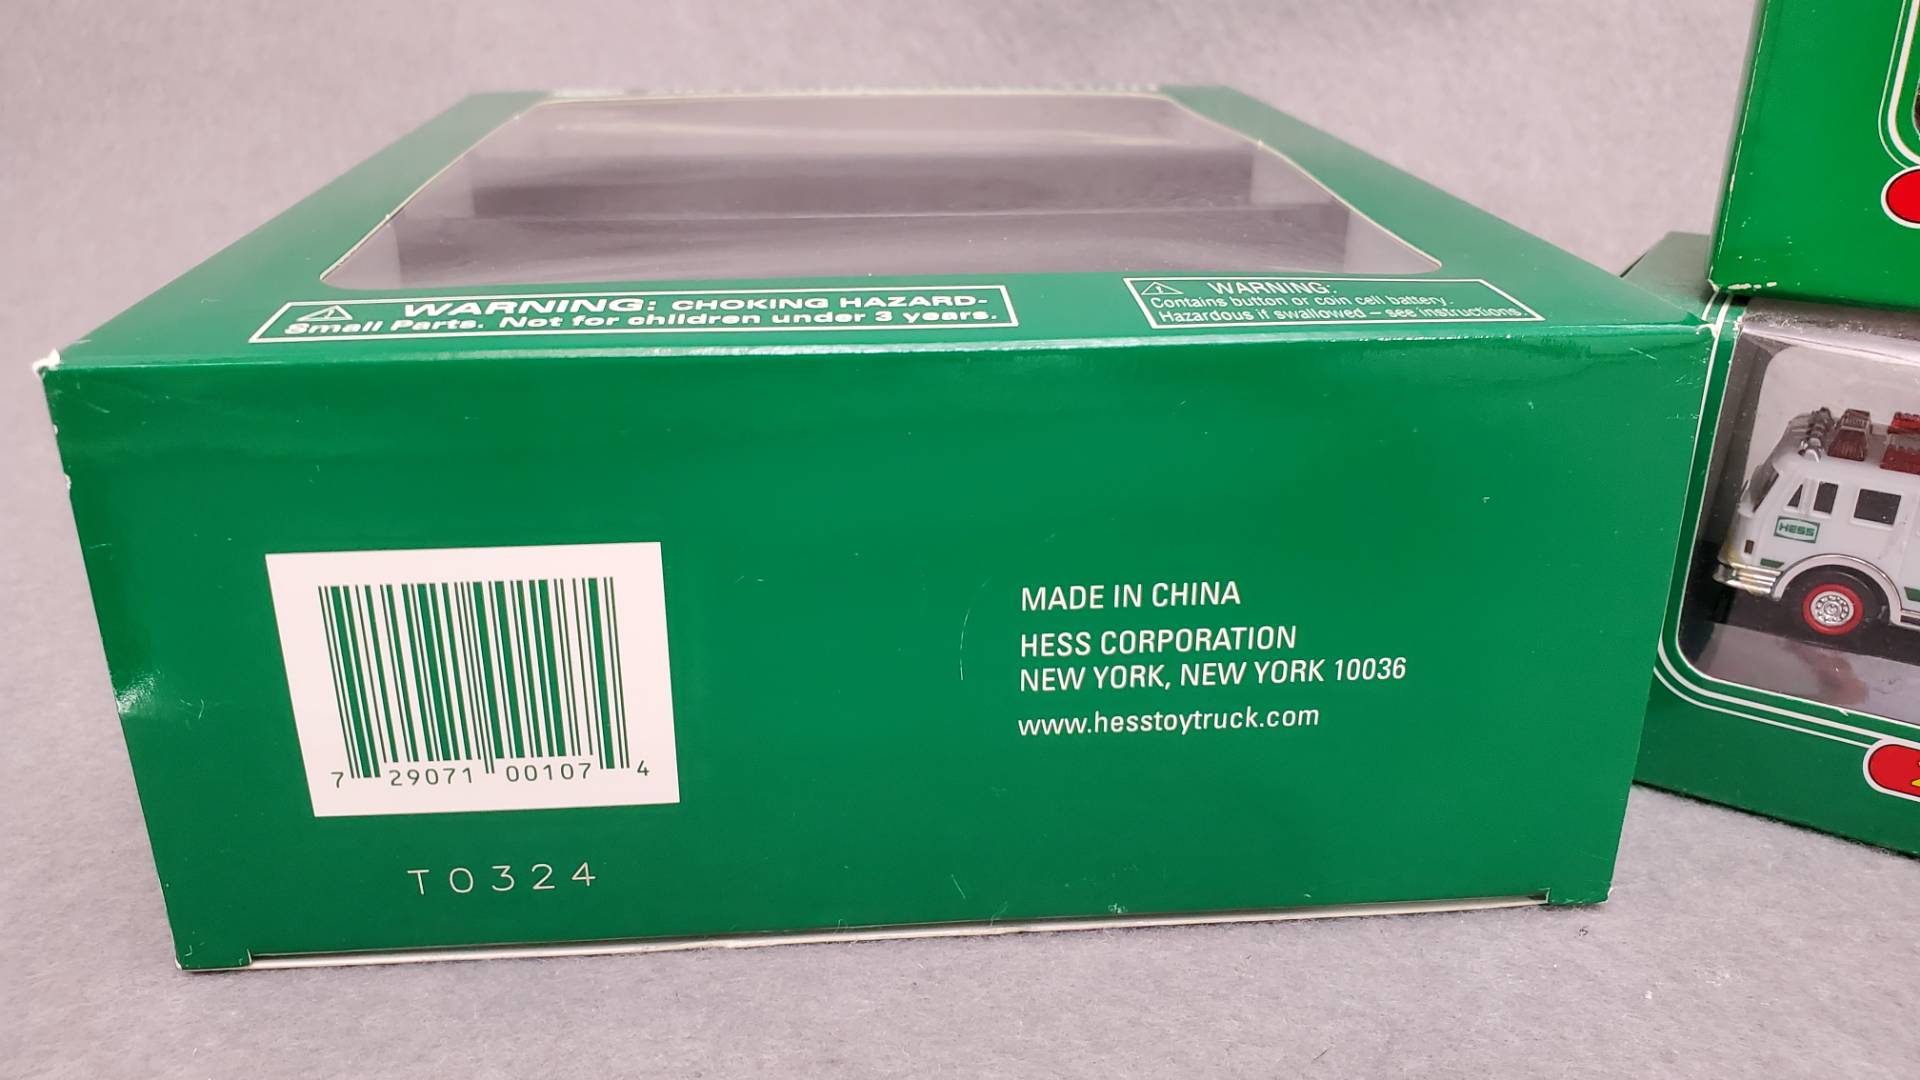 WARNING: CHOKING HAZARD-
Small Parts. Not for children under 3 years.
WARNING:
Contains button or coin cell battery.
Hazardous if swallowed – see instructions.
MADE IN CHINA
HESS CORPORATION
NEW YORK, NEW YORK 10036
www.hesstoytruck.com
7 29071 00107 4
T0324
HESS